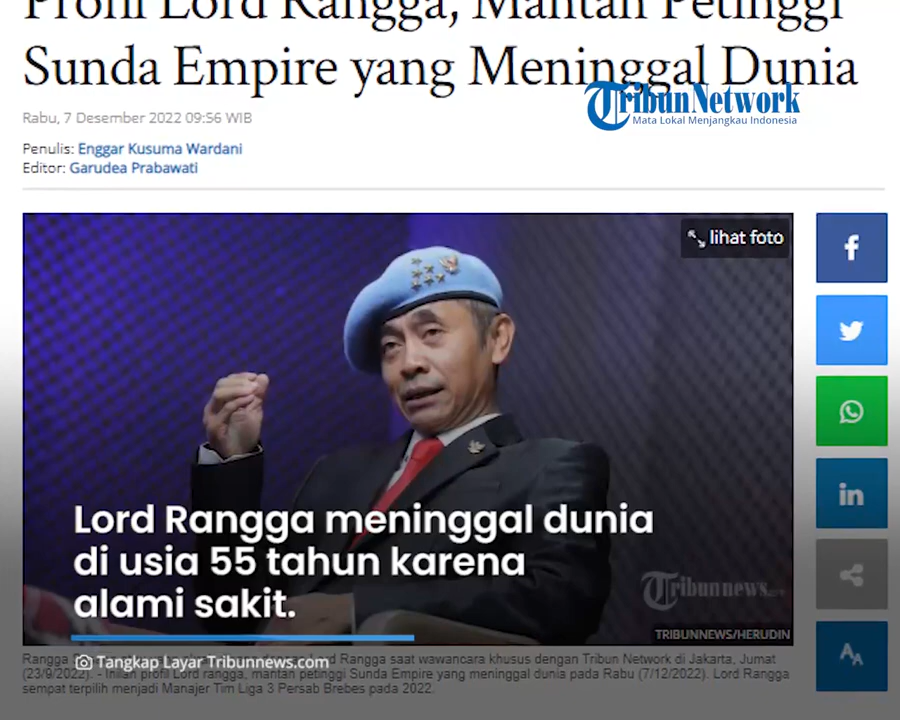 Profil Lord Rangga, Mantan Petinggi
Sunda Empire yang Meninggal Dunia
Tribun Network
Mata Lokal Menjangkau Indonesia
Rabu, 7 Desember 2022 09:56 WIB
Penulis: Enggar Kusuma Wardani
Editor: Garudea Prabawati
lihat foto
Lord Rangga meninggal dunia
di usia 55 tahun karena
alami sakit.
Tribunnews.com
TRIBUNNEWS/HERUDIN
Tangkap Layar Tribunnews.com
Rangga Rangga saat wawancara khusus dengan Tribun Network di Jakarta, Jumat
(23/9/2022). - Inilah profil Lord rangga, mantan petinggi Sunda Empire yang meninggal dunia pada Rabu (7/12/2022). Lord Rangga
sempat terpilih menjadi Manajer Tim Liga 3 Persab Brebes pada 2022.